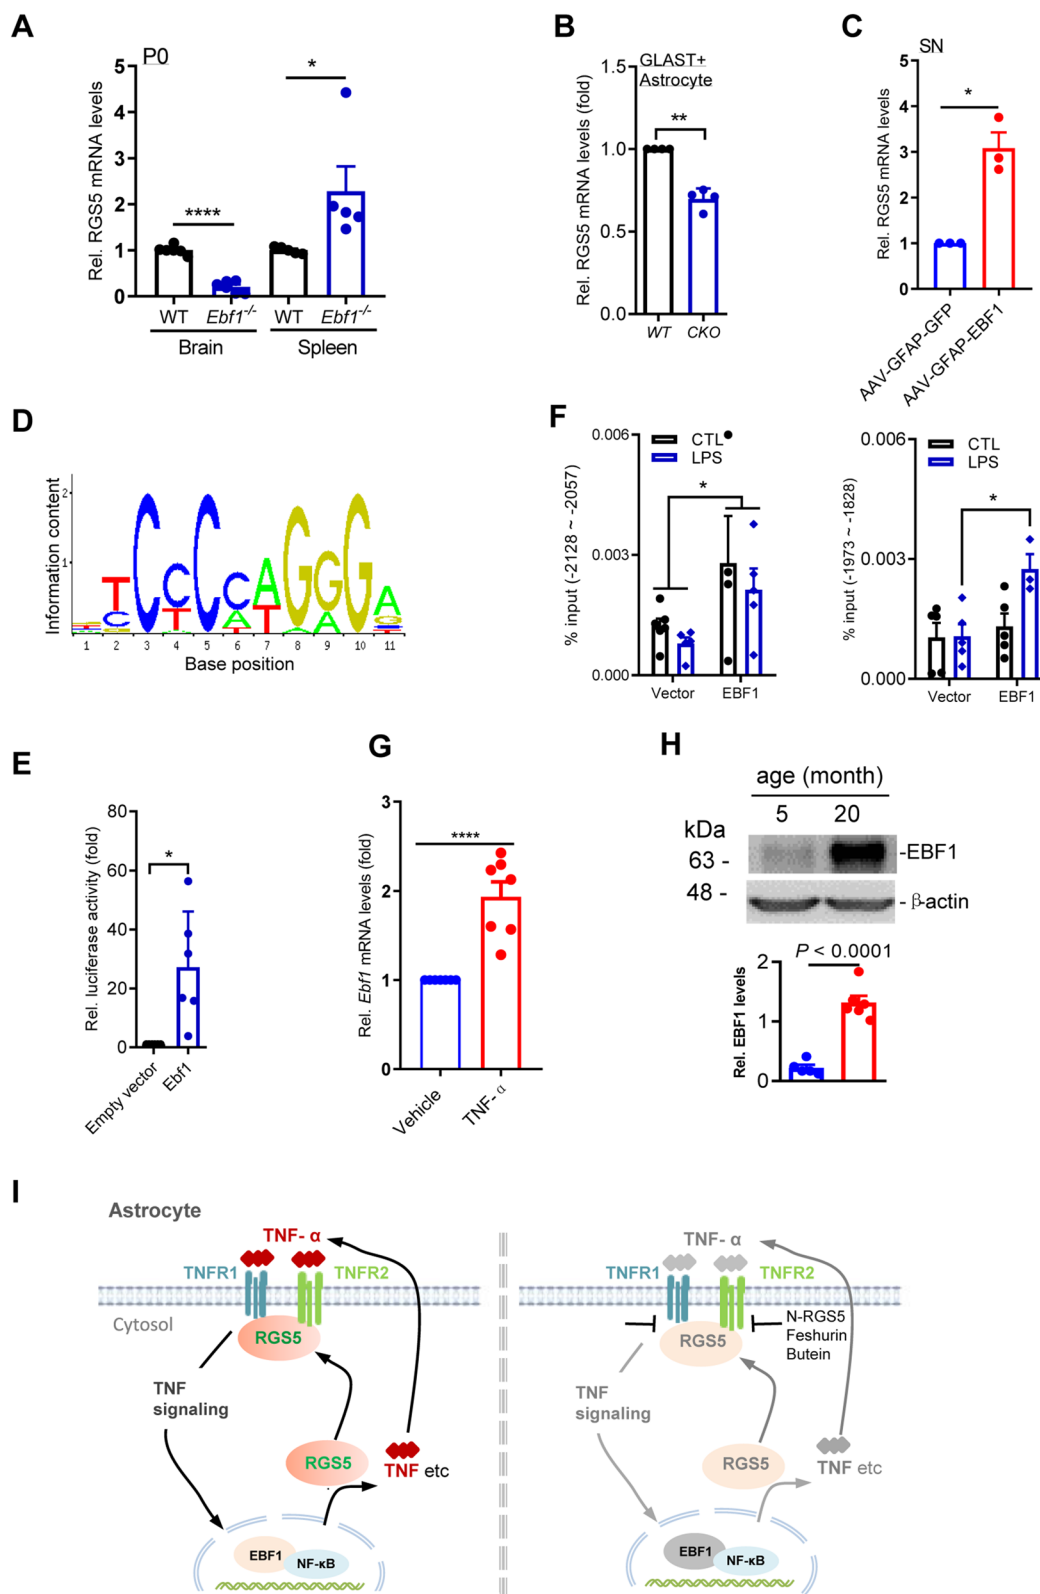 A
P0
Rel. RGS5 mRNA levels
5
4
3
2
1
0
****
*
WT
Ebf1-/-
WT
Ebf1-/-
Brain
Spleen
B
GLAST+
Astrocyte
Rel. RGS5 mRNA levels (fold)
1.5
1.0
0.5
0.0
**
WT
CKO
C
SN
Rel. RGS5 mRNA levels
5
4
3
2
1
0
*
AAV-GFAP-GFP
AAV-GFAP-EBF1
D
Information content
2
1
T
C
C
C
T
C
C
A
T
A
T
G
G
A
G
A
G
1 2 3 4 5 6 7 8 9 10 11
Base position
F
CTL
LPS
% input (-2128 ~ -2057)
0.006
0.003
0.000
*
Vector
EBF1
CTL
LPS
% input (-1973 ~ -1828)
0.006
0.003
0.000
*
Vector
EBF1
E
Rel. luciferase activity (fold)
80
60
40
20
0
*
Empty vector
Ebf1
G
Rel. Ebf1 mRNA levels (fold)
3
2
1
0
****
Vehicle
TNF-α
H
age (month)
5 20
kDa
63 -
48 -
-EBF1
- β-actin
P < 0.0001
Rel. EBF1 levels
2
1
0
I
Astrocyte
TNF- α
TNFR1
TNFR2
Cytosol
RGS5
TNF
signaling
RGS5
TNF etc
EBF1
NF-κB
TNF- α
TNFR1
TNFR2
N-RGS5
Feshurin
Butein
RGS5
TNF
signaling
RGS5
TNF etc
EBF1
NF-κB